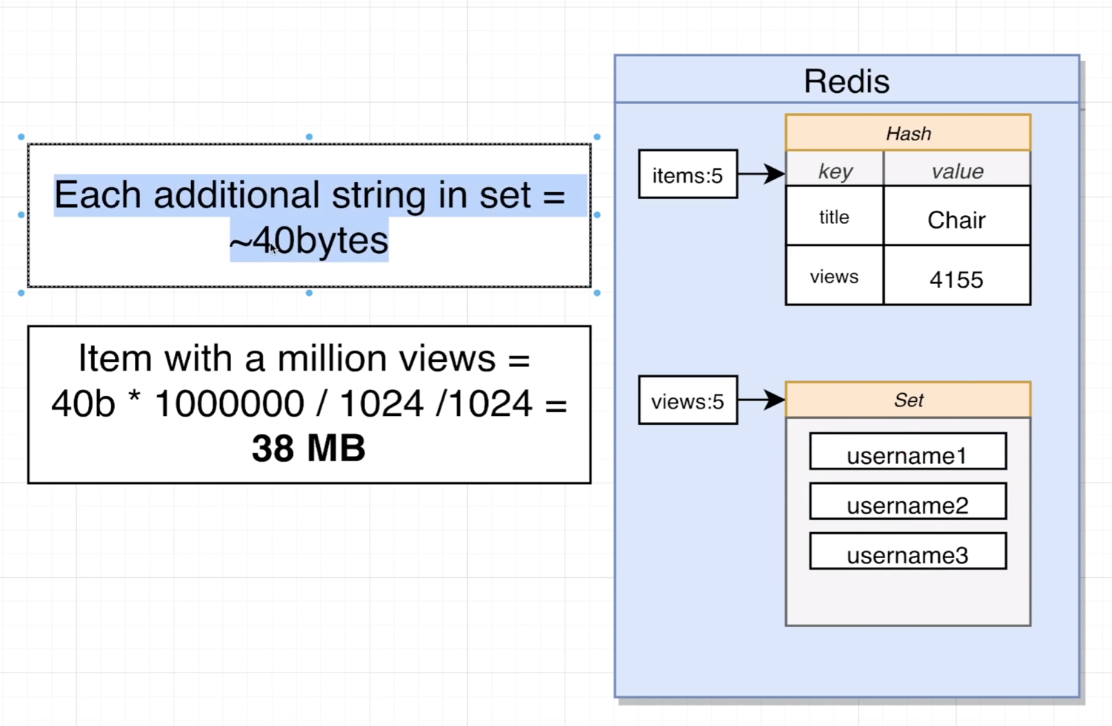 Each additional string in set =
~40bytes
Item with a million views =
40b * 1000000 / 1024 /1024 =
38 MB
Redis
items:5
Hash
key value
title Chair
views 4155
views:5
Set
username1
username2
username3